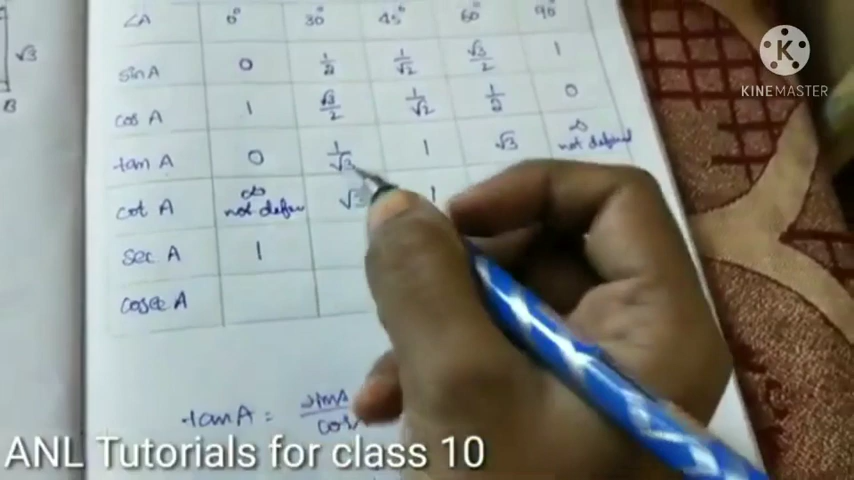 √3
B
∠A 0° 30° 45° 60° 90°
sin A 0 1/2 1/√2 √3/2 1
cos A 1 √3/2 1/√2 1/2 0
tan A 0 1/√3 1 √3 ∞ not defined
cot A ∞ not defin √3 1
sec A 1
cosec A
tan A = sin A / cos
K
KINEMASTER
ANL Tutorials for class 10